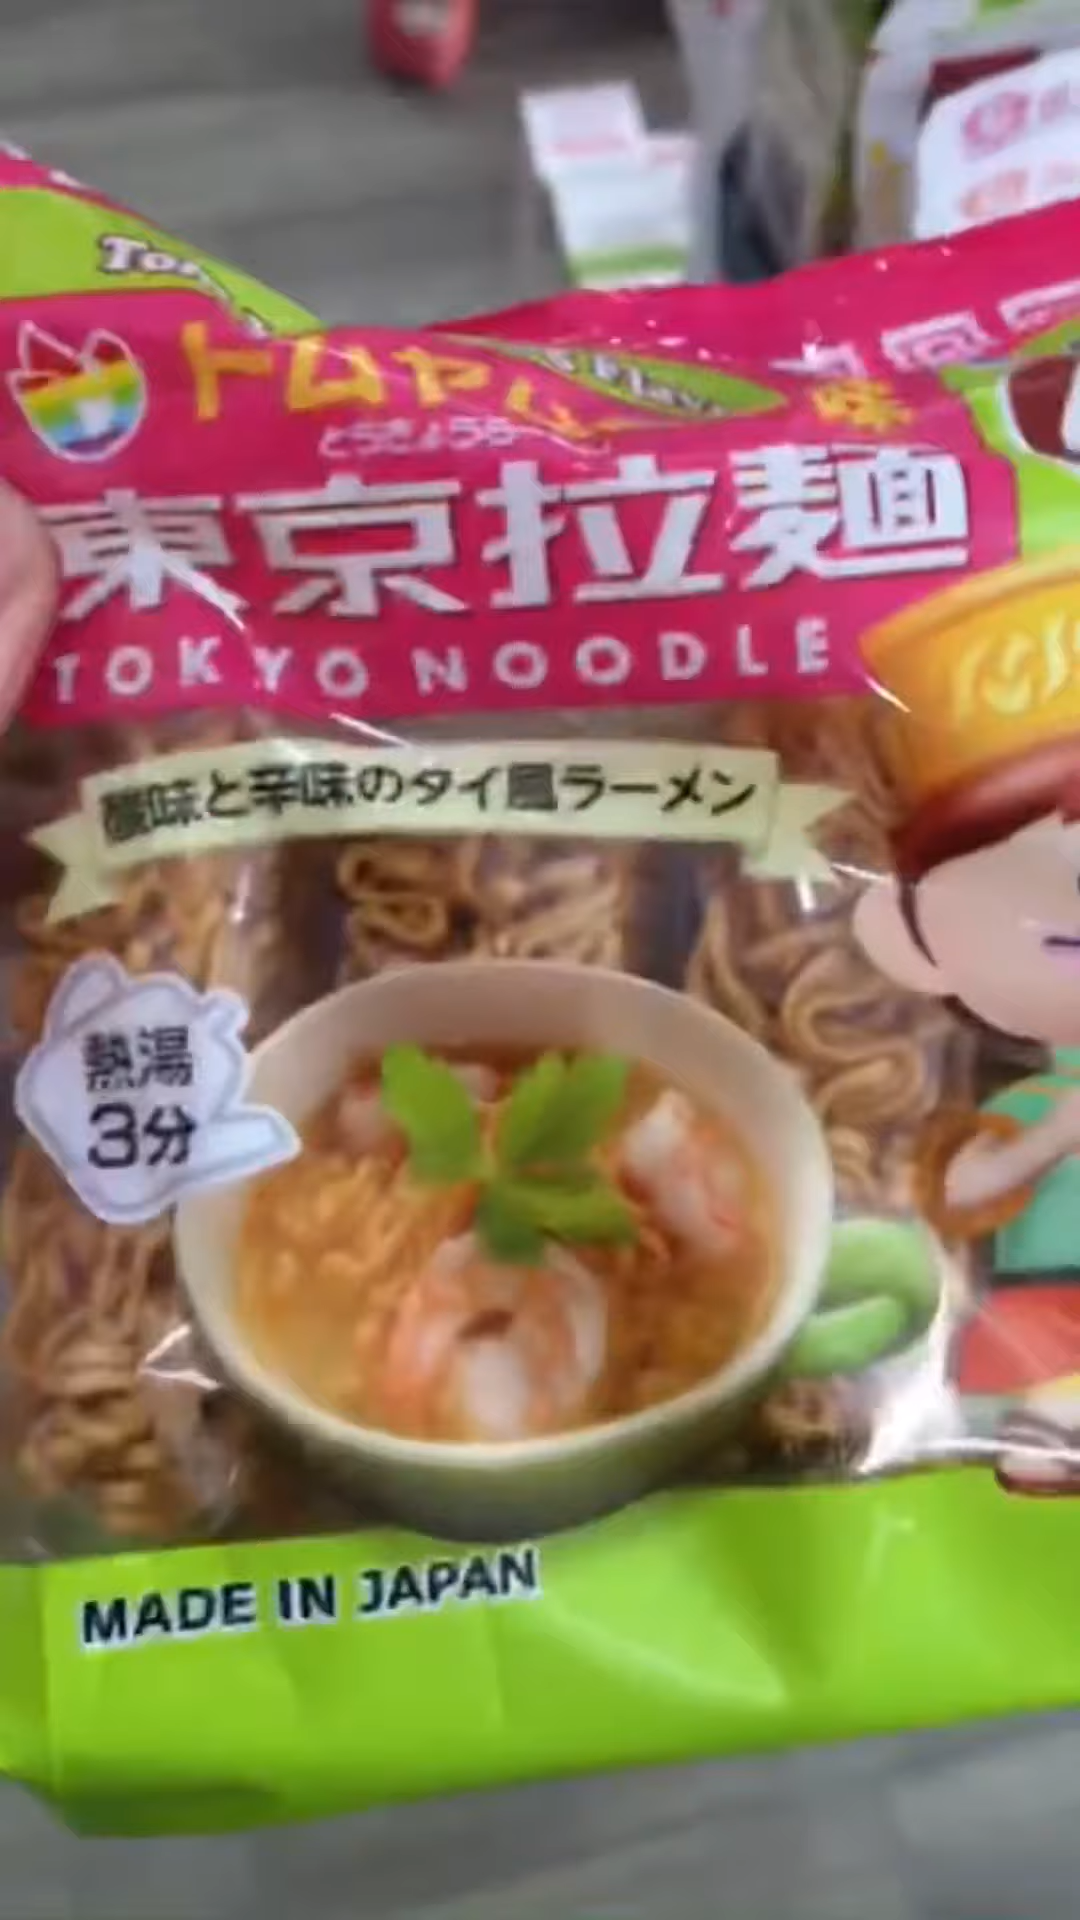 トムヤム
味
とうきょうらーめん
東京拉麺
TOKYO NOODLE
酸味と辛味のタイ風ラーメン
熱湯
3分
MADE IN JAPAN